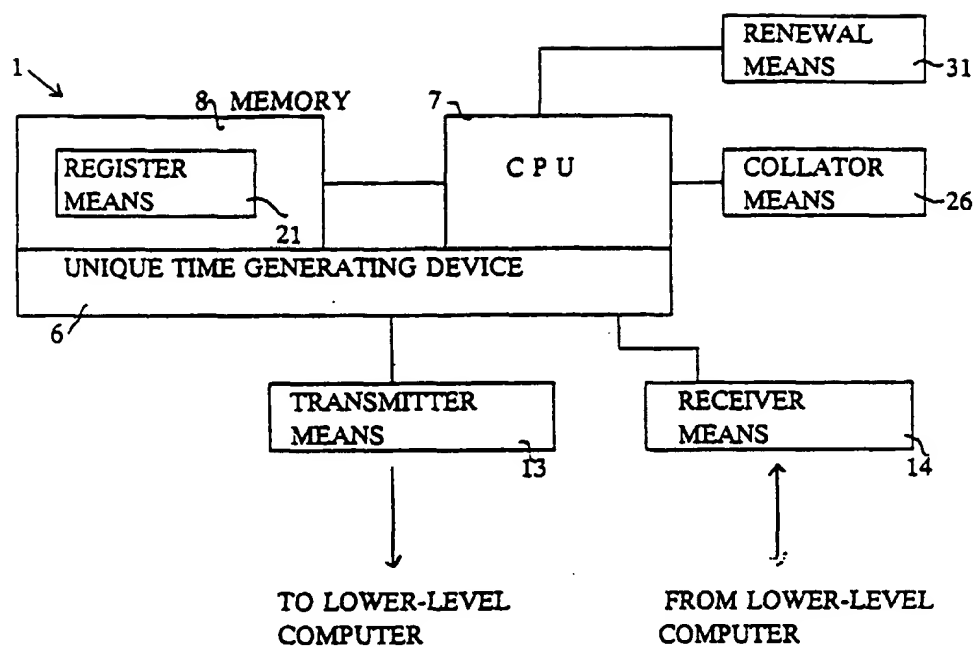 RENEWAL
MEANS
31
1
8 MEMORY
7
REGISTER
MEANS
21
C P U
COLLATOR
MEANS
26
UNIQUE TIME GENERATING DEVICE
6
TRANSMITTER
MEANS
13
RECEIVER
MEANS
14
TO LOWER-LEVEL
COMPUTER
FROM LOWER-LEVEL
COMPUTER